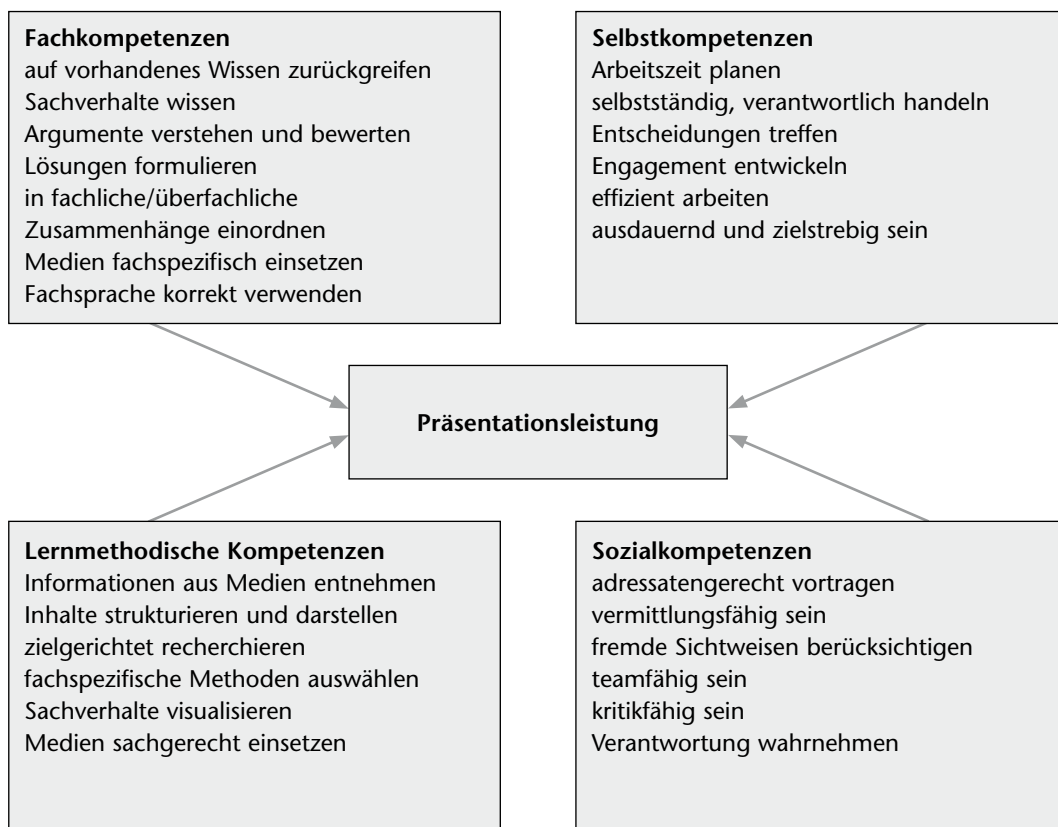 Fachkompetenzen
auf vorhandenes Wissen zurückgreifen
Sachverhalte wissen
Argumente verstehen und bewerten
Lösungen formulieren
in fachliche/überfachliche
Zusammenhänge einordnen
Medien fachspezifisch einsetzen
Fachsprache korrekt verwenden
Selbstkompetenzen
Arbeitszeit planen
selbstständig, verantwortlich handeln
Entscheidungen treffen
Engagement entwickeln
effizient arbeiten
ausdauernd und zielstrebig sein
Präsentationsleistung
Lernmethodische Kompetenzen
Informationen aus Medien entnehmen
Inhalte strukturieren und darstellen
zielgerichtet recherchieren
fachspezifische Methoden auswählen
Sachverhalte visualisieren
Medien sachgerecht einsetzen
Sozialkompetenzen
adressatengerecht vortragen
vermittlungsfähig sein
fremde Sichtweisen berücksichtigen
teamfähig sein
kritikfähig sein
Verantwortung wahrnehmen